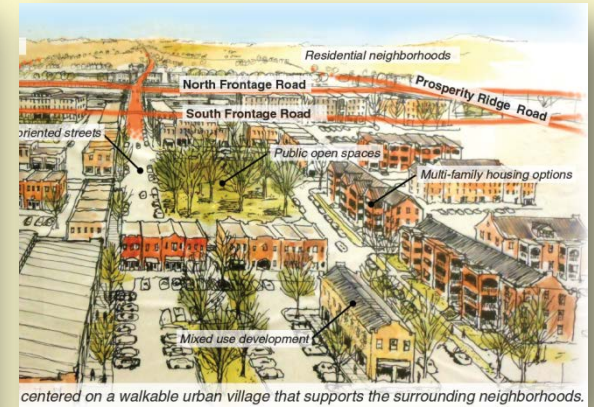 Residential neighborhoods
North Frontage Road
Prosperity Ridge Road
South Frontage Road
oriented streets
Public open spaces
Multi-family housing options
Mixed use development
centered on a walkable urban village that supports the surrounding neighborhoods.